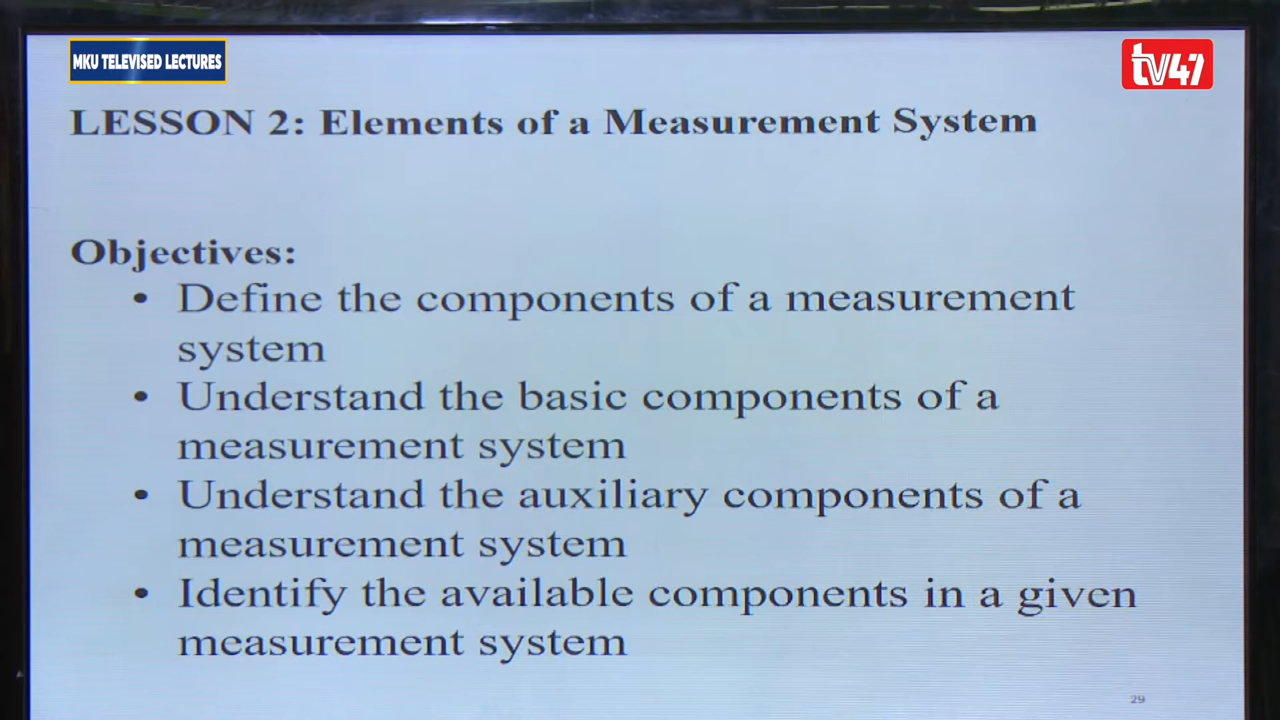 MKU TELEVISED LECTURES
tv47
LESSON 2: Elements of a Measurement System
Objectives:
• Define the components of a measurement
system
• Understand the basic components of a
measurement system
• Understand the auxiliary components of a
measurement system
• Identify the available components in a given
measurement system
29